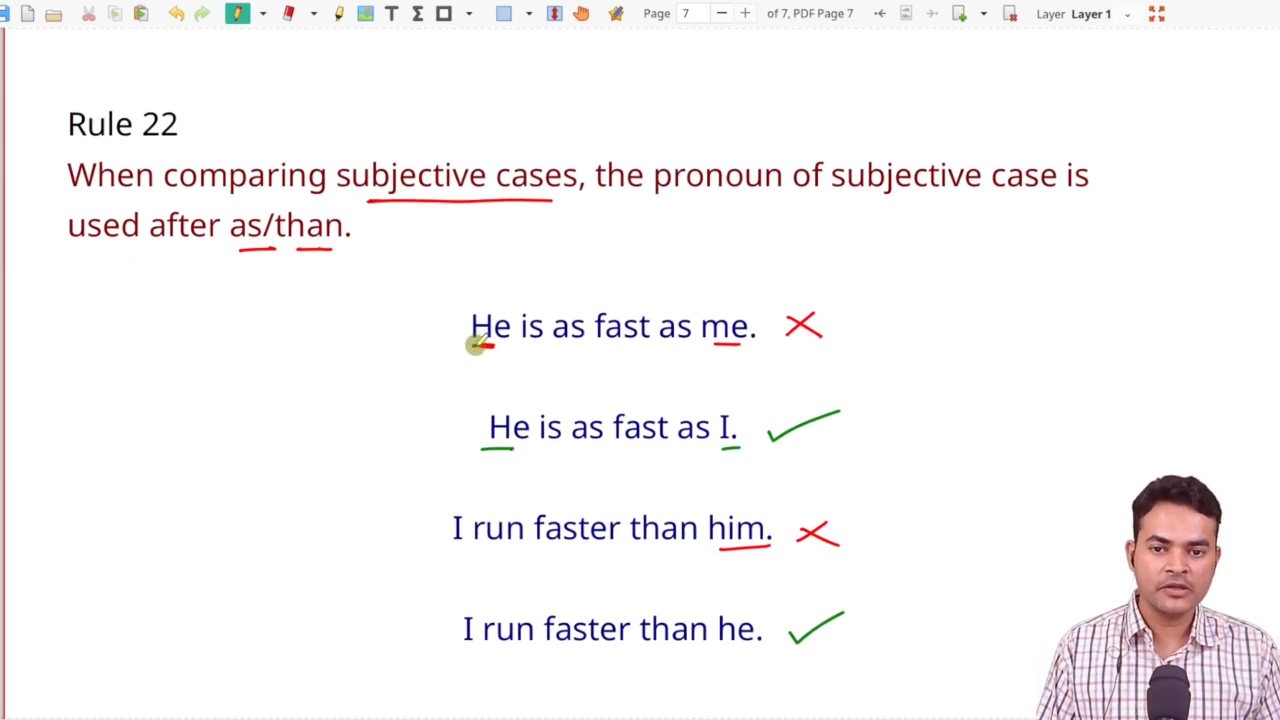 Page 7 of 7, PDF Page 7 Layer Layer 1
Rule 22
When comparing subjective cases, the pronoun of subjective case is
used after as/than.
He is as fast as me.
He is as fast as I.
I run faster than him.
I run faster than he.